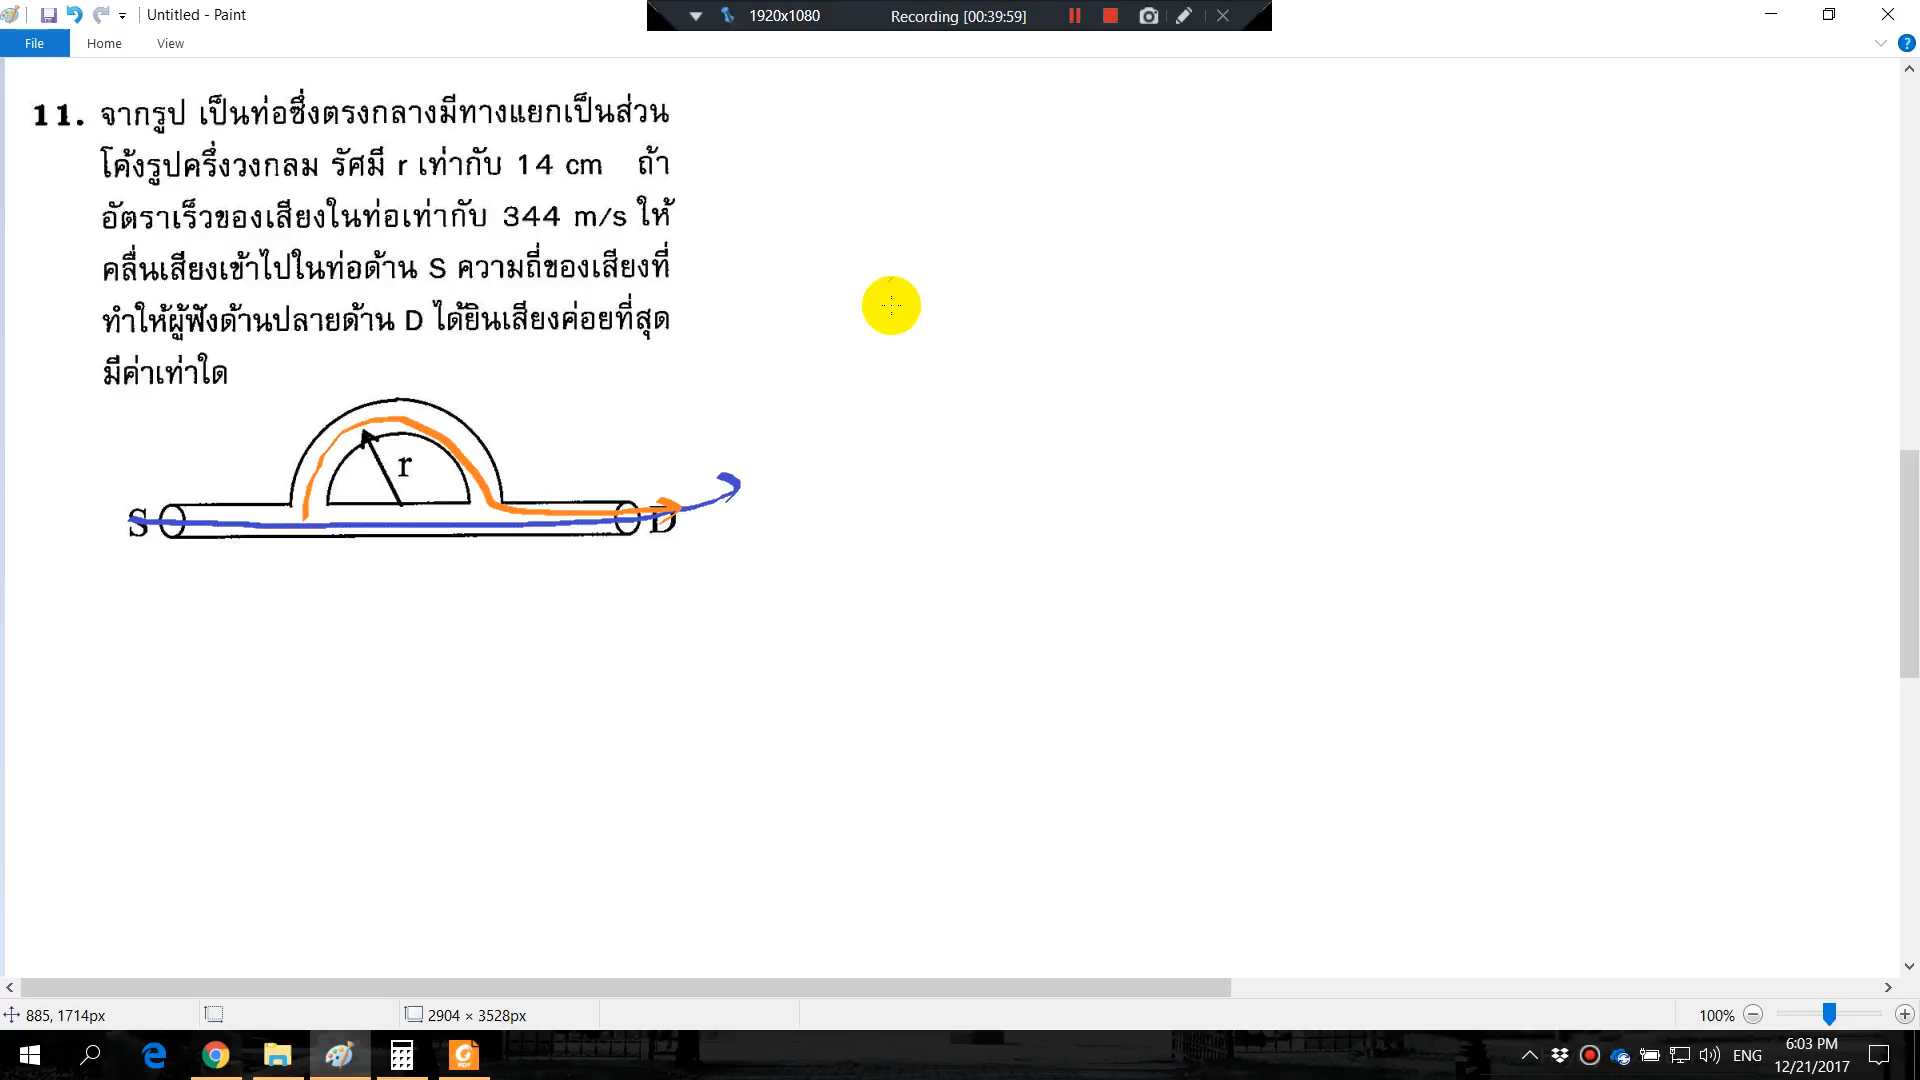 Untitled - Paint
1920x1080
Recording [00:39:59]
File Home View
11. จากรูป เป็นท่อซึ่งตรงกลางมีทางแยกเป็นส่วน
โค้งรูปครึ่งวงกลม รัศมี r เท่ากับ 14 cm ถ้า
อัตราเร็วของเสียงในท่อเท่ากับ 344 m/s ให้
คลื่นเสียงเข้าไปในท่อด้าน S ความถี่ของเสียงที่
ทำให้ผู้ฟังด้านปลายด้าน D ได้ยินเสียงค่อยที่สุด
มีค่าเท่าใด
r
S D
885, 1714px
2904 × 3528px
100%
ENG
6:03 PM
12/21/2017